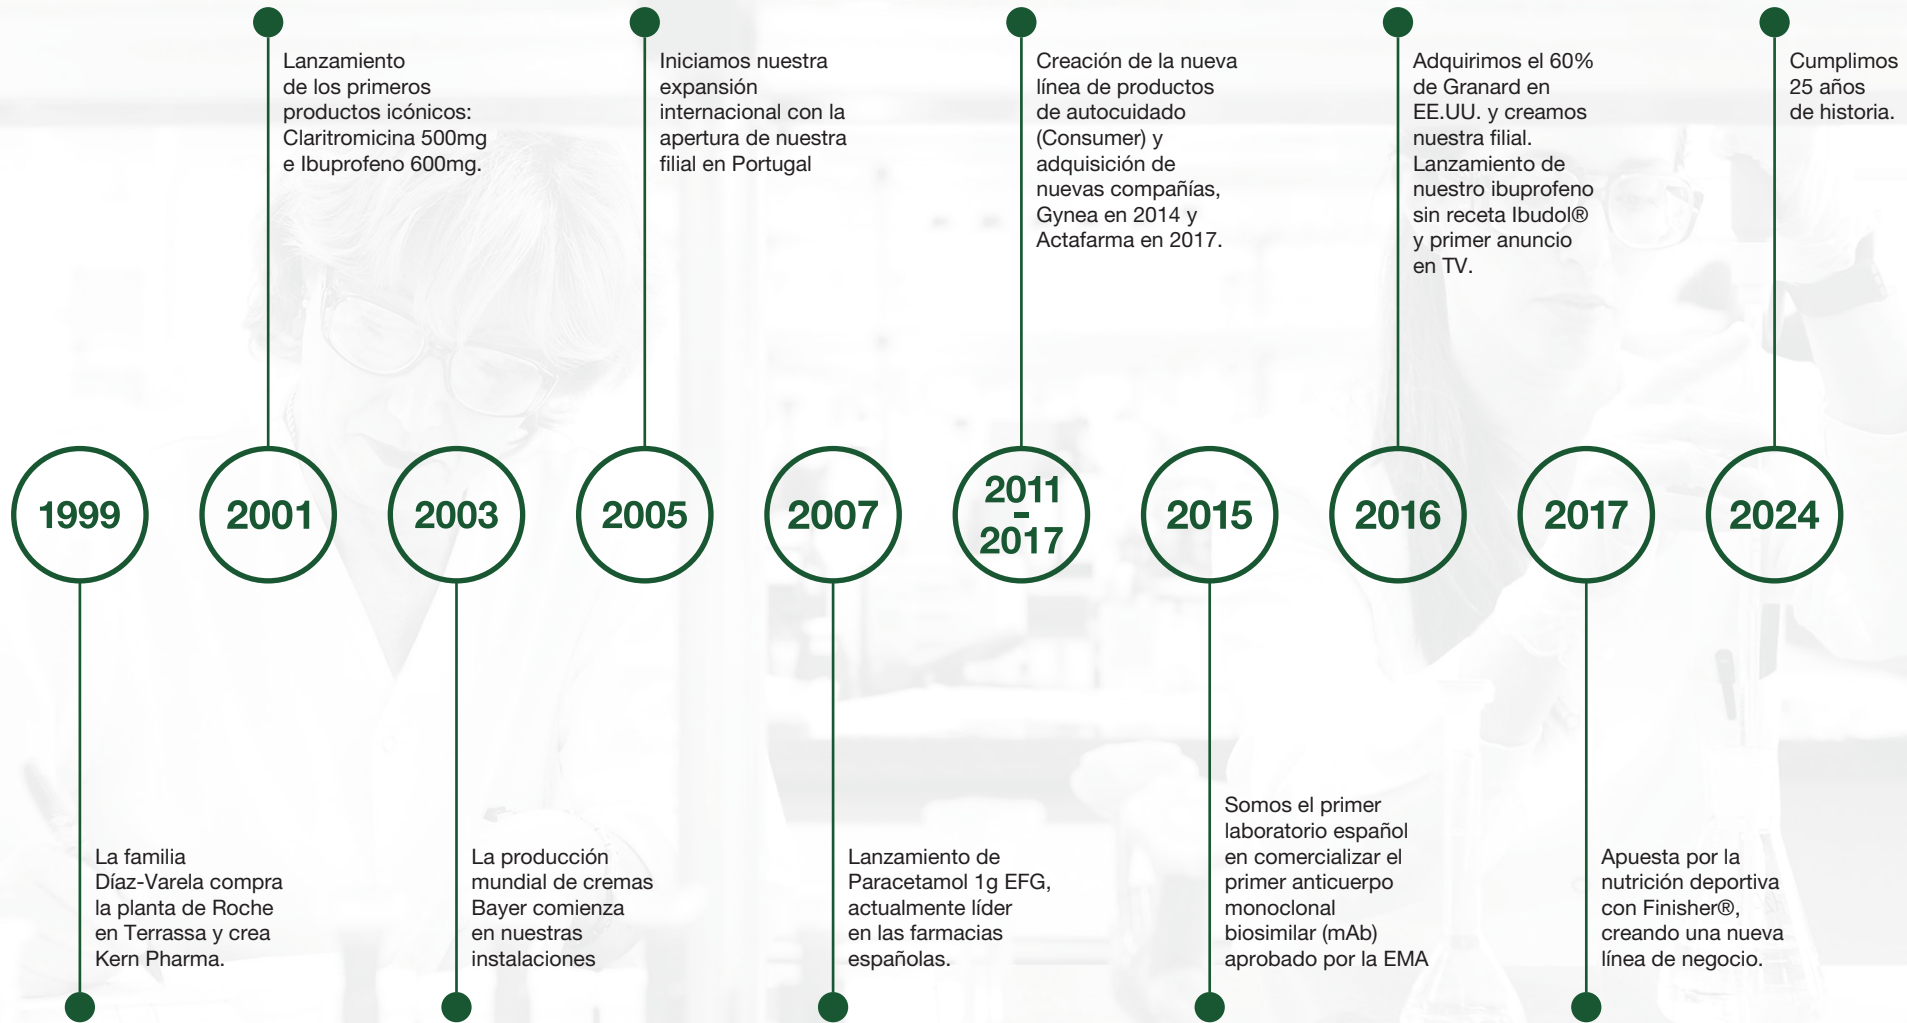 Lanzamiento
de los primeros
productos icónicos:
Claritromicina 500mg
e Ibuprofeno 600mg.
Iniciamos nuestra
expansión
internacional con la
apertura de nuestra
filial en Portugal
Creación de la nueva
línea de productos
de autocuidado
(Consumer) y
adquisición de
nuevas compañías,
Gynea en 2014 y
Actafarma en 2017.
Adquirimos el 60%
de Granard en
EE.UU. y creamos
nuestra filial.
Lanzamiento de
nuestro ibuprofeno
sin receta Ibudol®
y primer anuncio
en TV.
Cumplimos
25 años
de historia.
1999
2001
2003
2005
2007
2011
-
2017
2015
2016
2017
2024
La familia
Díaz-Varela compra
la planta de Roche
en Terrassa y crea
Kern Pharma.
La producción
mundial de cremas
Bayer comienza
en nuestras
instalaciones
Lanzamiento de
Paracetamol 1g EFG,
actualmente líder
en las farmacias
españolas.
Somos el primer
laboratorio español
en comercializar el
primer anticuerpo
monoclonal
biosimilar (mAb)
aprobado por la EMA
Apuesta por la
nutrición deportiva
con Finisher®,
creando una nueva
línea de negocio.